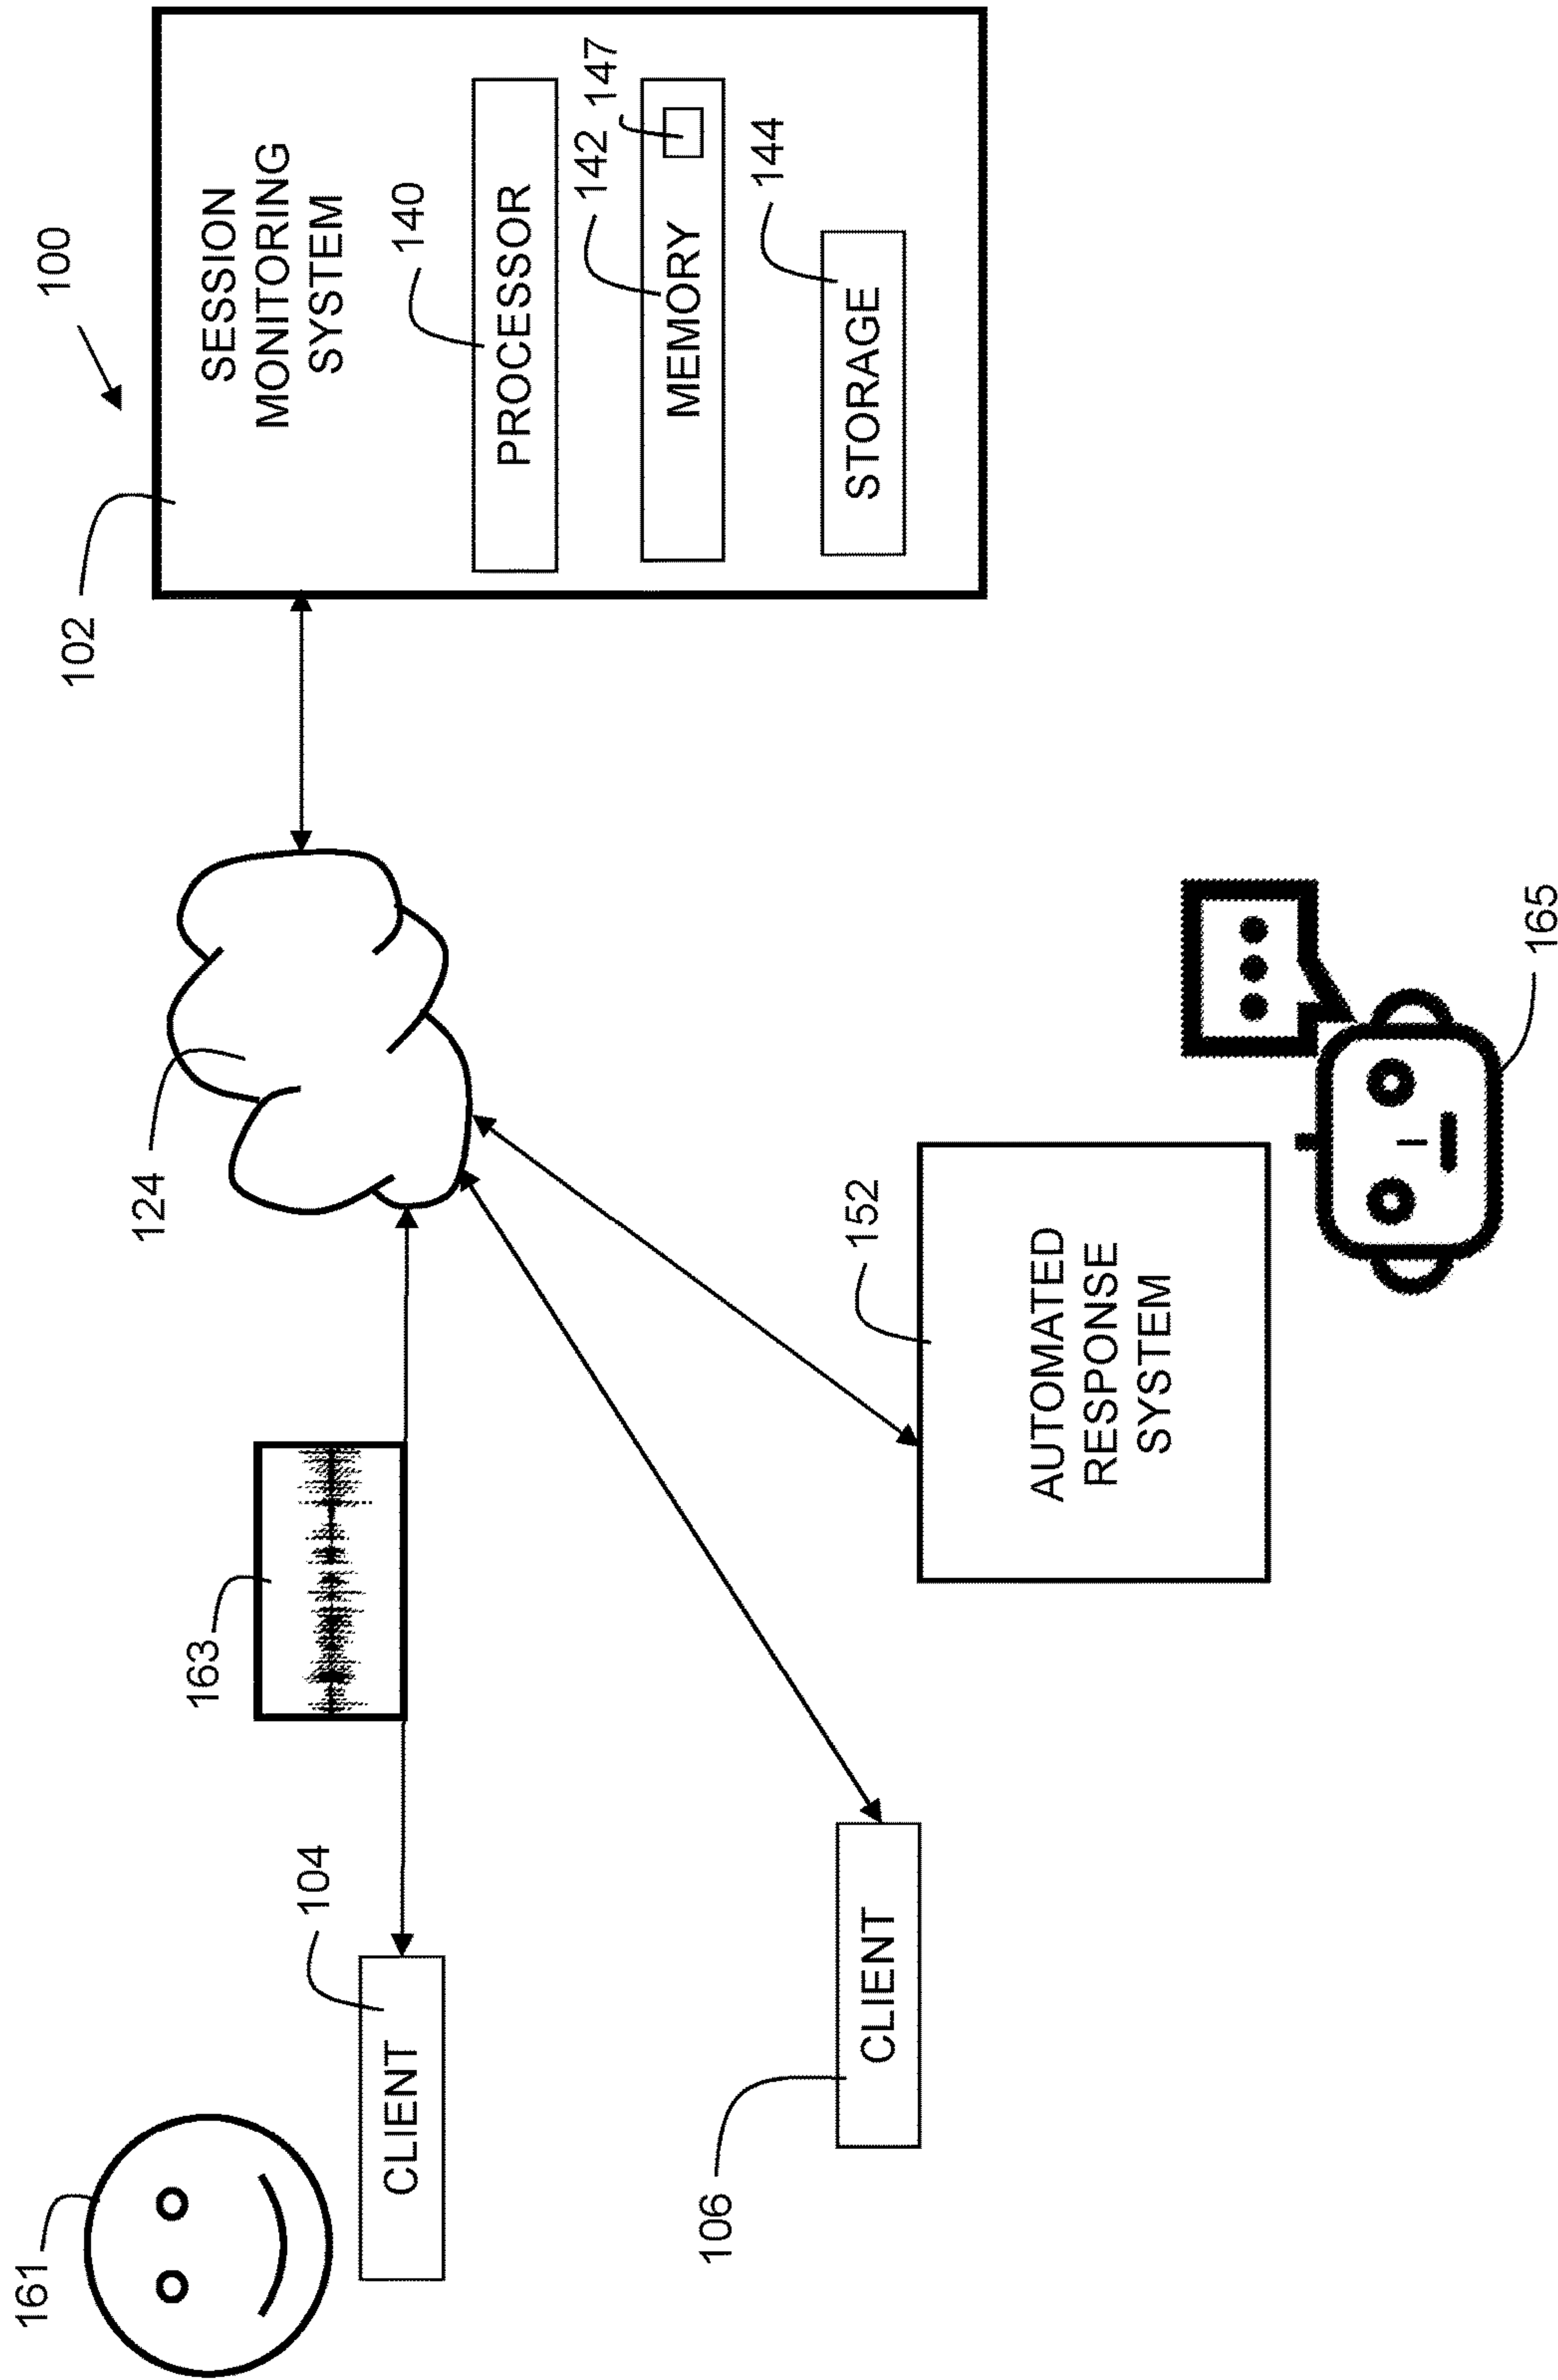 100
102
SESSION
MONITORING
SYSTEM
140
PROCESSOR
142
147
MEMORY
144
STORAGE
124
163
161
104
CLIENT
106
CLIENT
152
AUTOMATED
RESPONSE
SYSTEM
165